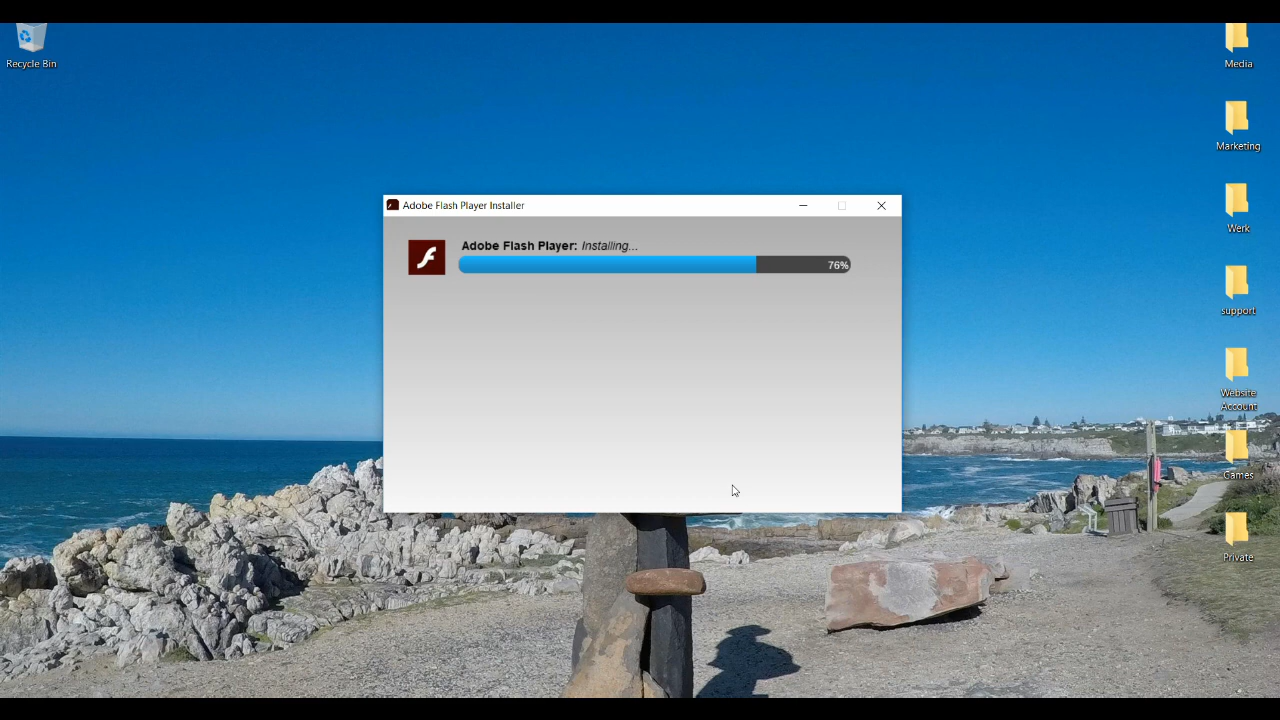 Recycle Bin
Media
Marketing
Werk
support
Website
Account
Games
Private
Adobe Flash Player Installer
Adobe Flash Player: Installing...
76%